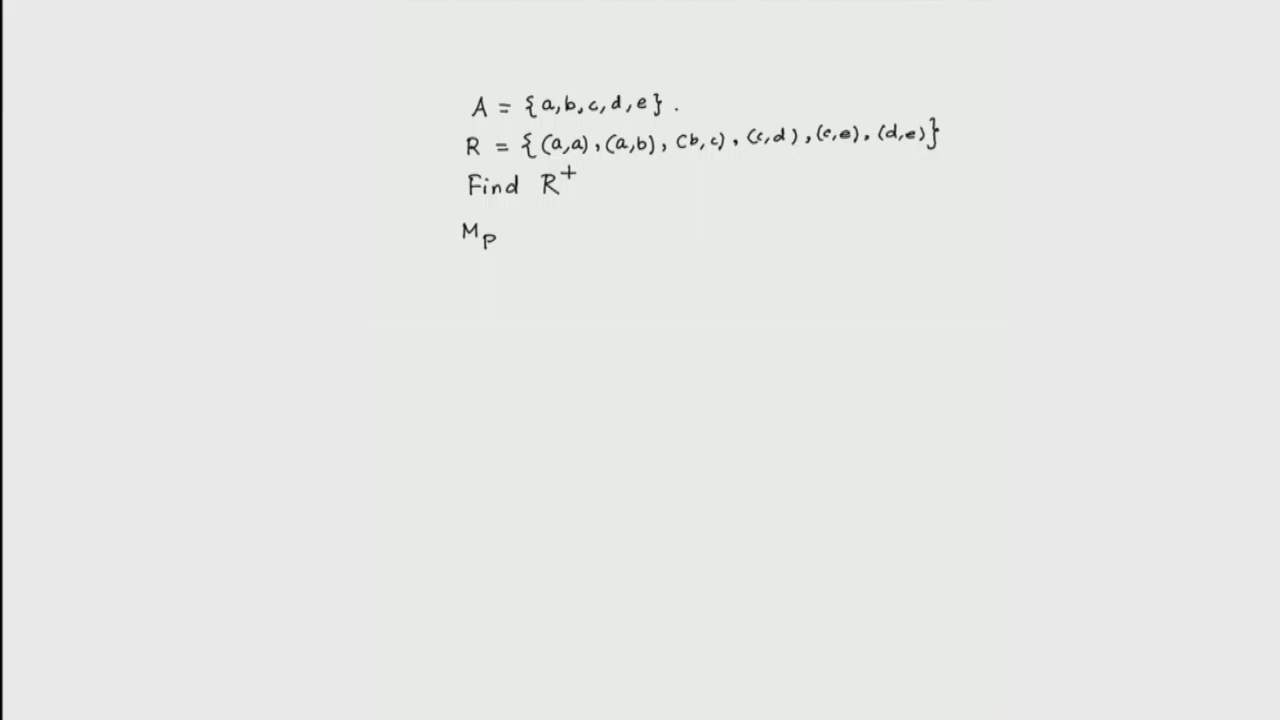 A = {a,b,c,d,e}.
R = {(a,a),(a,b),(b,c),(c,d),(c,e),(d,e)}
Find R⁺
Mp